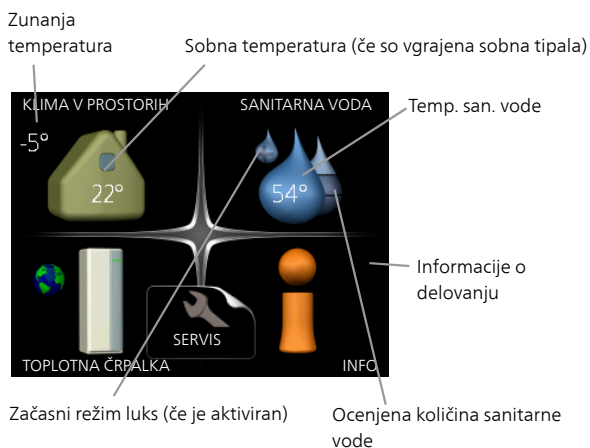 Zunanja
temperatura
Sobna temperatura (če so vgrajena sobna tipala)
KLIMA V PROSTORIH
SANITARNA VODA
Temp. san. vode
-5°
22°
54°
Informacije o
delovanju
SERVIS
TOPLOTNA ČRPALKA
INFO
Začasni režim luks (če je aktiviran)
Ocenjena količina sanitarne
vode